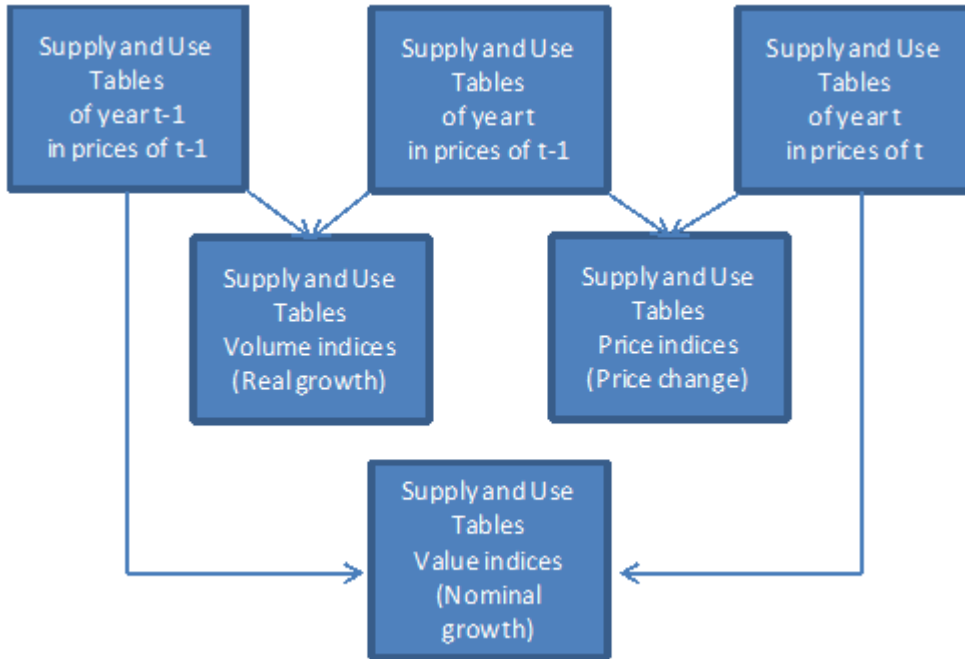 Supply and Use
Tables
of year t-1
in prices of t-1
Supply and Use
Tables
of year t
in prices of t-1
Supply and Use
Tables
of year t
in prices of t
Supply and Use
Tables
Volume indices
(Real growth)
Supply and Use
Tables
Price indices
(Price change)
Supply and Use
Tables
Value indices
(Nominal
growth)